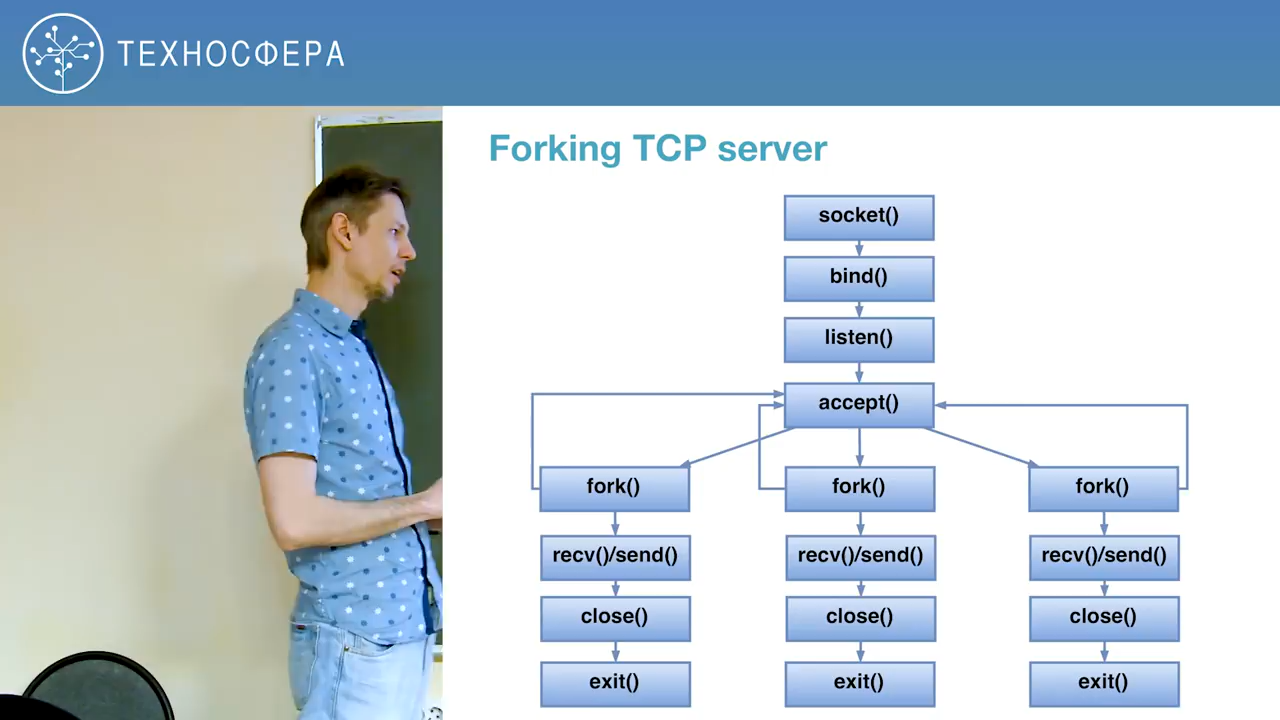 ТЕХНОСФЕРА
Forking TCP server
socket()
bind()
listen()
accept()
fork() fork() fork()
recv()/send() recv()/send() recv()/send()
close() close() close()
exit() exit() exit()